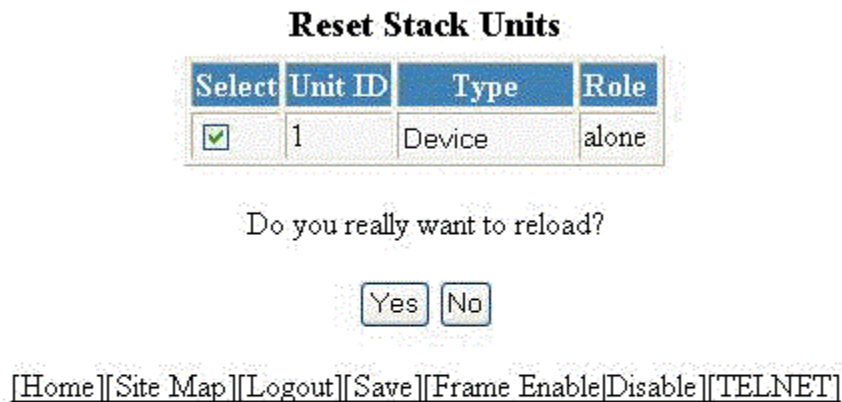 Reset Stack Units
Select Unit ID Type Role
1 Device alone
Do you really want to reload?
Yes No
[Home][Site Map][Logout][Save][Frame Enable|Disable][TELNET]